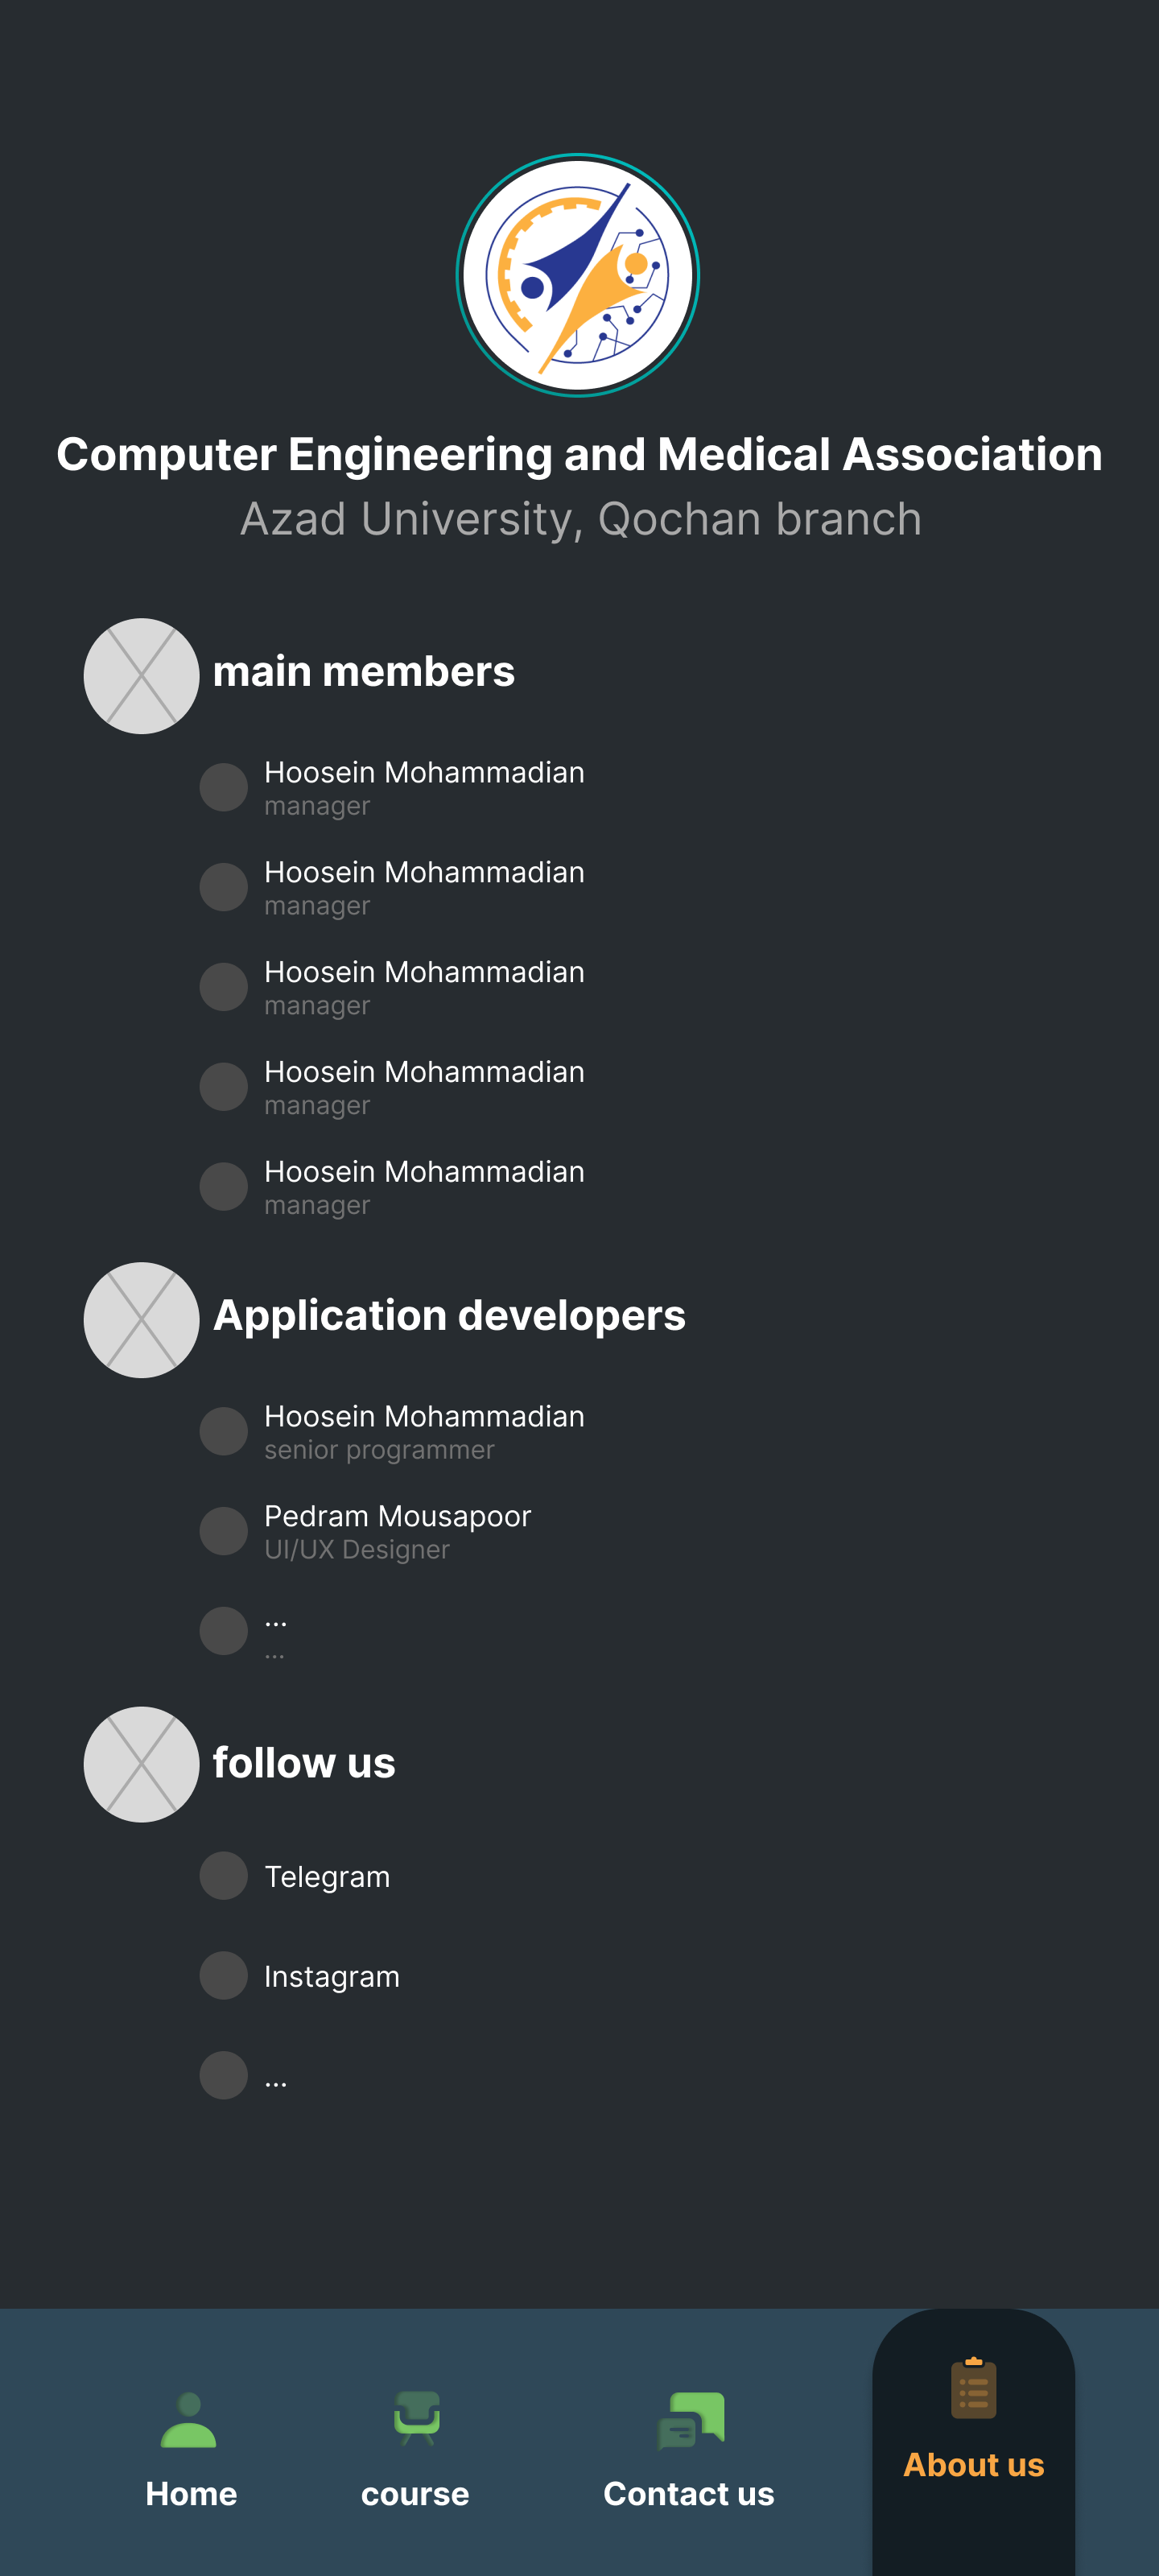 Computer Engineering and Medical Association
Azad University, Qochan branch
main members
Hoosein Mohammadian
manager
Hoosein Mohammadian
manager
Hoosein Mohammadian
manager
Hoosein Mohammadian
manager
Hoosein Mohammadian
manager
Application developers
Hoosein Mohammadian
senior programmer
Pedram Mousapoor
UI/UX Designer
...
...
follow us
Telegram
Instagram
...
Home
course
Contact us
About us